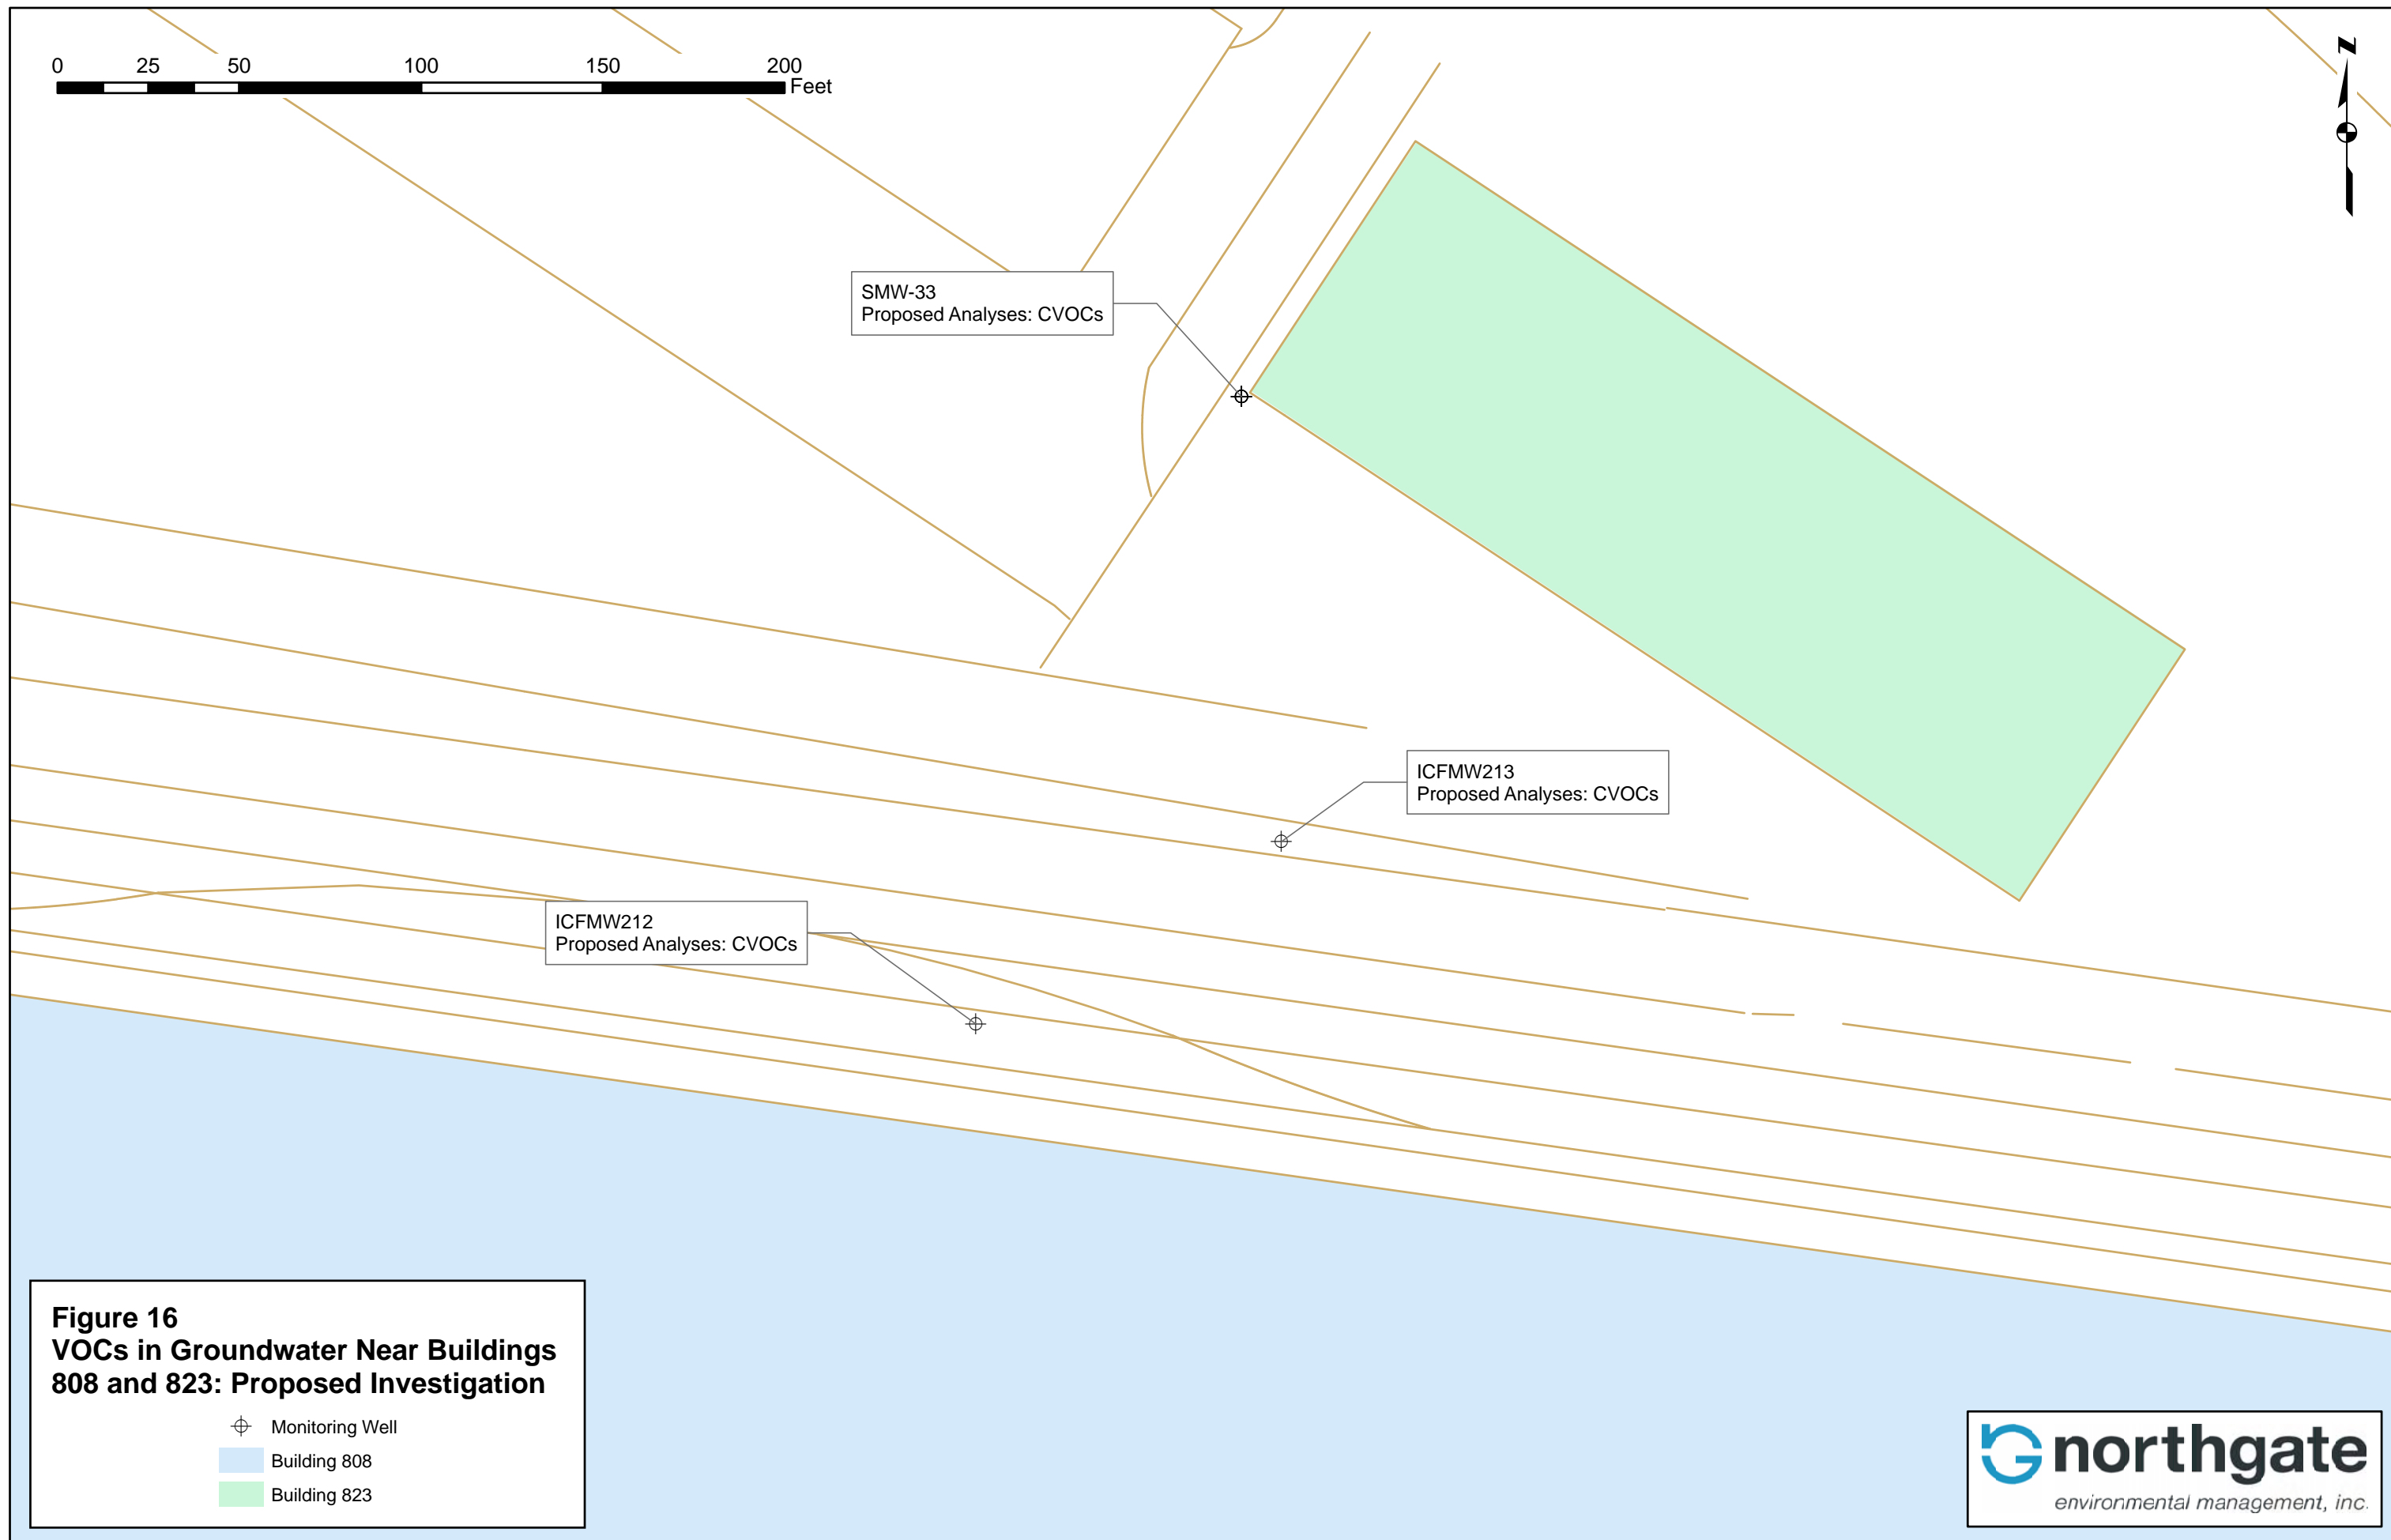 0 25 50 100 150 200
Feet
N
SMW-33
Proposed Analyses: CVOCs
ICFMW213
Proposed Analyses: CVOCs
ICFMW212
Proposed Analyses: CVOCs
Figure 16
VOCs in Groundwater Near Buildings
808 and 823: Proposed Investigation
Monitoring Well
Building 808
Building 823
northgate
environmental management, inc.